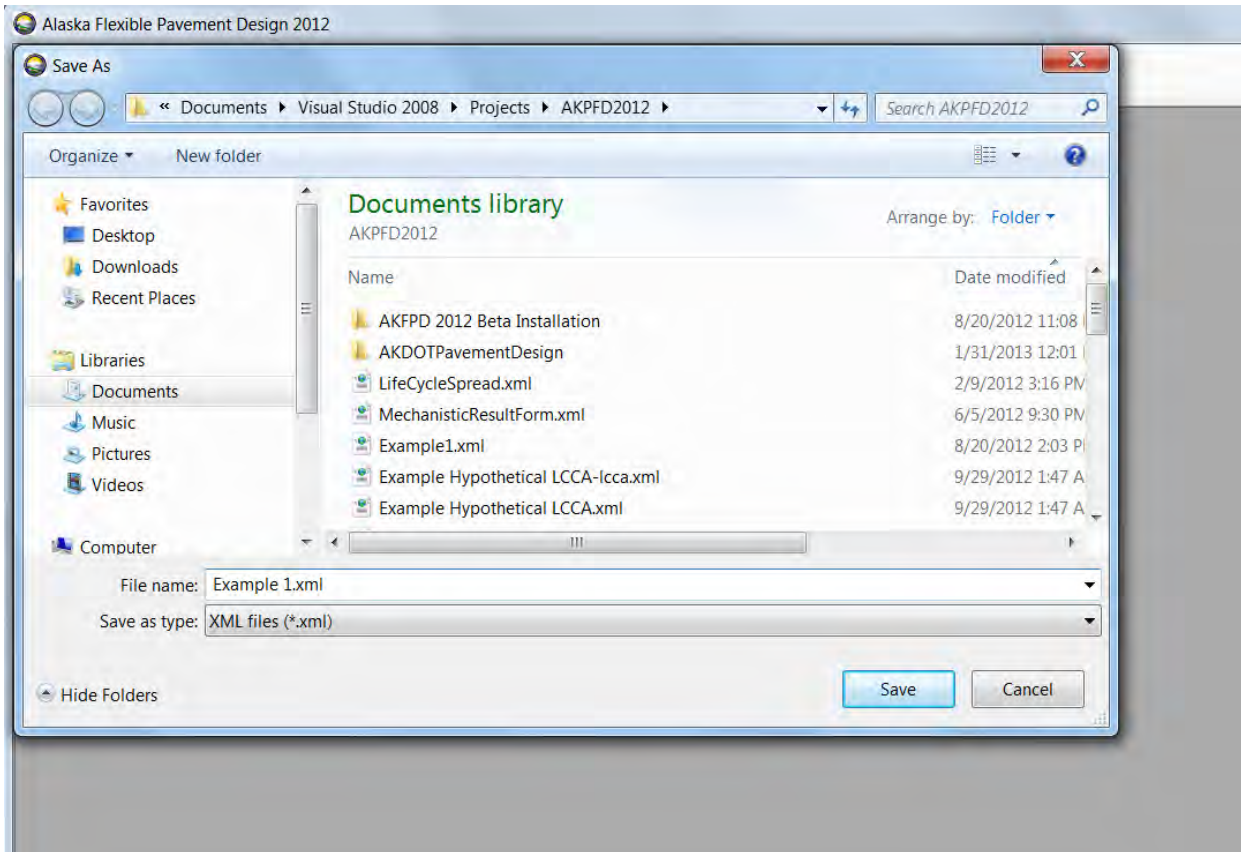 Alaska Flexible Pavement Design 2012
Save As
« Documents Visual Studio 2008 Projects AKPFD2012
Search AKPFD2012
Organize New folder
Favorites
Desktop
Downloads
Recent Places
Libraries
Documents
Music
Pictures
Videos
Computer
Documents library
AKPFD2012
Arrange by: Folder
Name Date modified
AKFPD 2012 Beta Installation 8/20/2012 11:08
AKDOTPavementDesign 1/31/2013 12:01
LifeCycleSpread.xml 2/9/2012 3:16 PM
MechanisticResultForm.xml 6/5/2012 9:30 PM
Example1.xml 8/20/2012 2:03 P
Example Hypothetical LCCA-lcca.xml 9/29/2012 1:47 A
Example Hypothetical LCCA.xml 9/29/2012 1:47 A
File name: Example 1.xml
Save as type: XML files (*.xml)
Hide Folders
Save Cancel